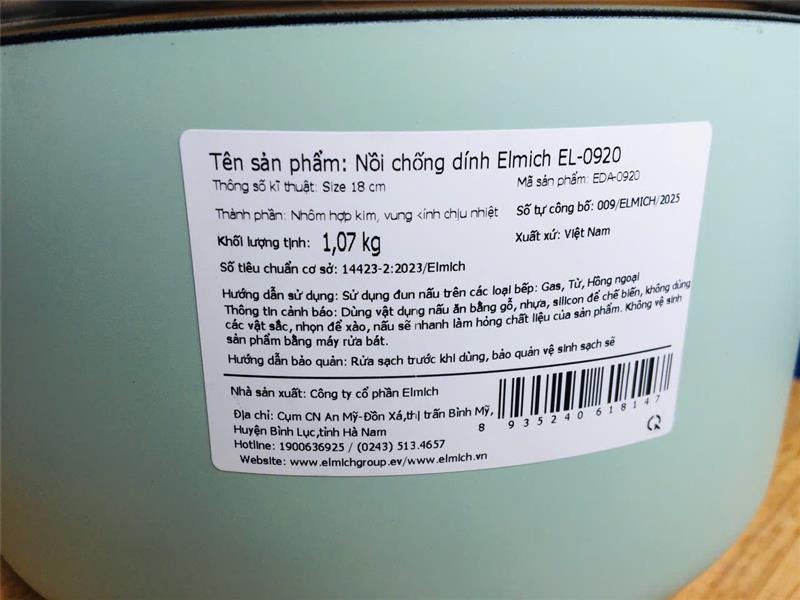 Tên sản phẩm: Nồi chống dính Elmich EL-0920
Thông số kĩ thuật: Size 18 cm
Mã sản phẩm: EDA-0920
Thành phần: Nhôm hợp kim, vung kính chịu nhiệt
Số tự công bố: 009/ELMICH/2025
Khối lượng tịnh: 1,07 kg
Xuất xứ: Việt Nam
Số tiêu chuẩn cơ sở: 14423-2:2023/Elmich
Hướng dẫn sử dụng: Sử dụng đun nấu trên các loại bếp: Gas, Từ, Hồng ngoại
Thông tin cảnh báo: Dùng vật dụng nấu ăn bằng gỗ, nhựa, silicon để chế biến, không dùng
các vật sắc, nhọn để xào, nấu sẽ nhanh làm hỏng chất liệu của sản phẩm. Không vệ sinh
sản phẩm bằng máy rửa bát.
Hướng dẫn bảo quản: Rửa sạch trước khi dùng, bảo quản vệ sinh sạch sẽ
Nhà sản xuất: Công ty cổ phần Elmich
Địa chỉ: Cụm CN An Mỹ-Đồn Xá,thị trấn Bình Mỹ,
Huyện Bình Lục,tỉnh Hà Nam
Hotline: 1900636925 / (0243) 513.4657
Website: www.elmichgroup.ev/www.elmich.vn
8 935240 618147